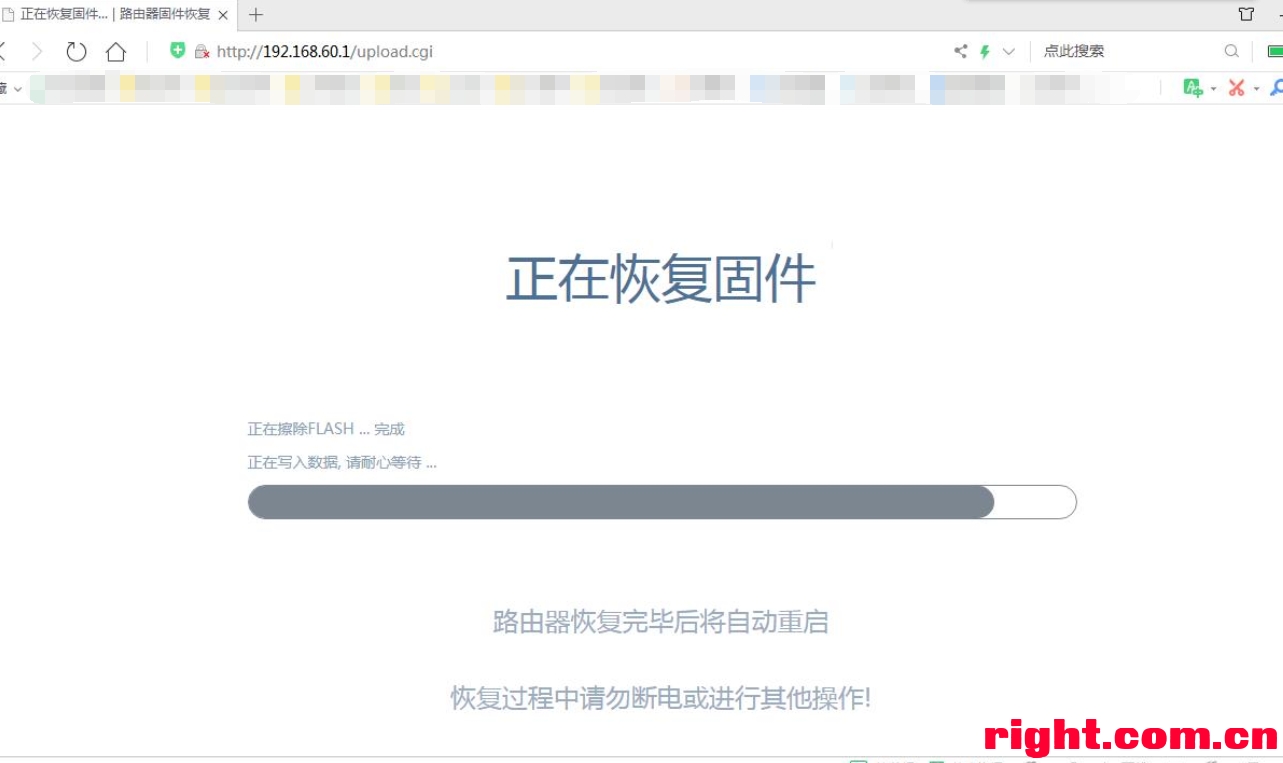 正在恢复固件... | 路由器固件恢复
http://192.168.60.1/upload.cgi
点此搜索
正在恢复固件
正在擦除FLASH ... 完成
正在写入数据, 请耐心等待 ...
路由器恢复完毕后将自动重启
恢复过程中请勿断电或进行其他操作!
right.com.cn